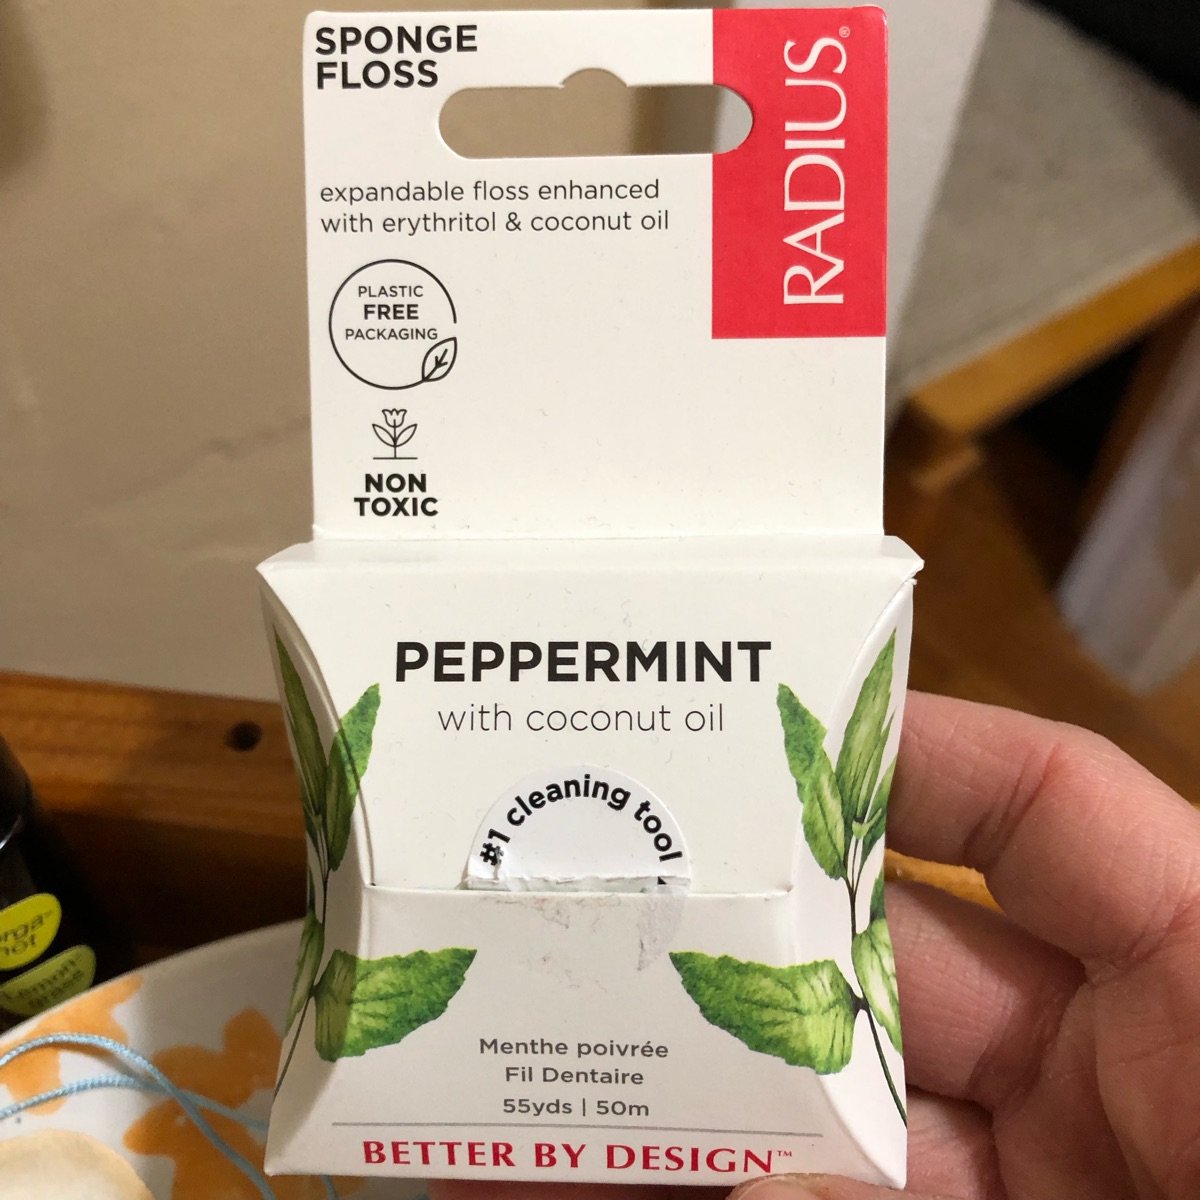 SPONGE
FLOSS
RADIUS®
expandable floss enhanced
with erythritol & coconut oil
PLASTIC
FREE
PACKAGING
NON
TOXIC
PEPPERMINT
with coconut oil
#1 cleaning tool
Menthe poivrée
Fil Dentaire
55yds | 50m
BETTER BY DESIGN™
Lemon-